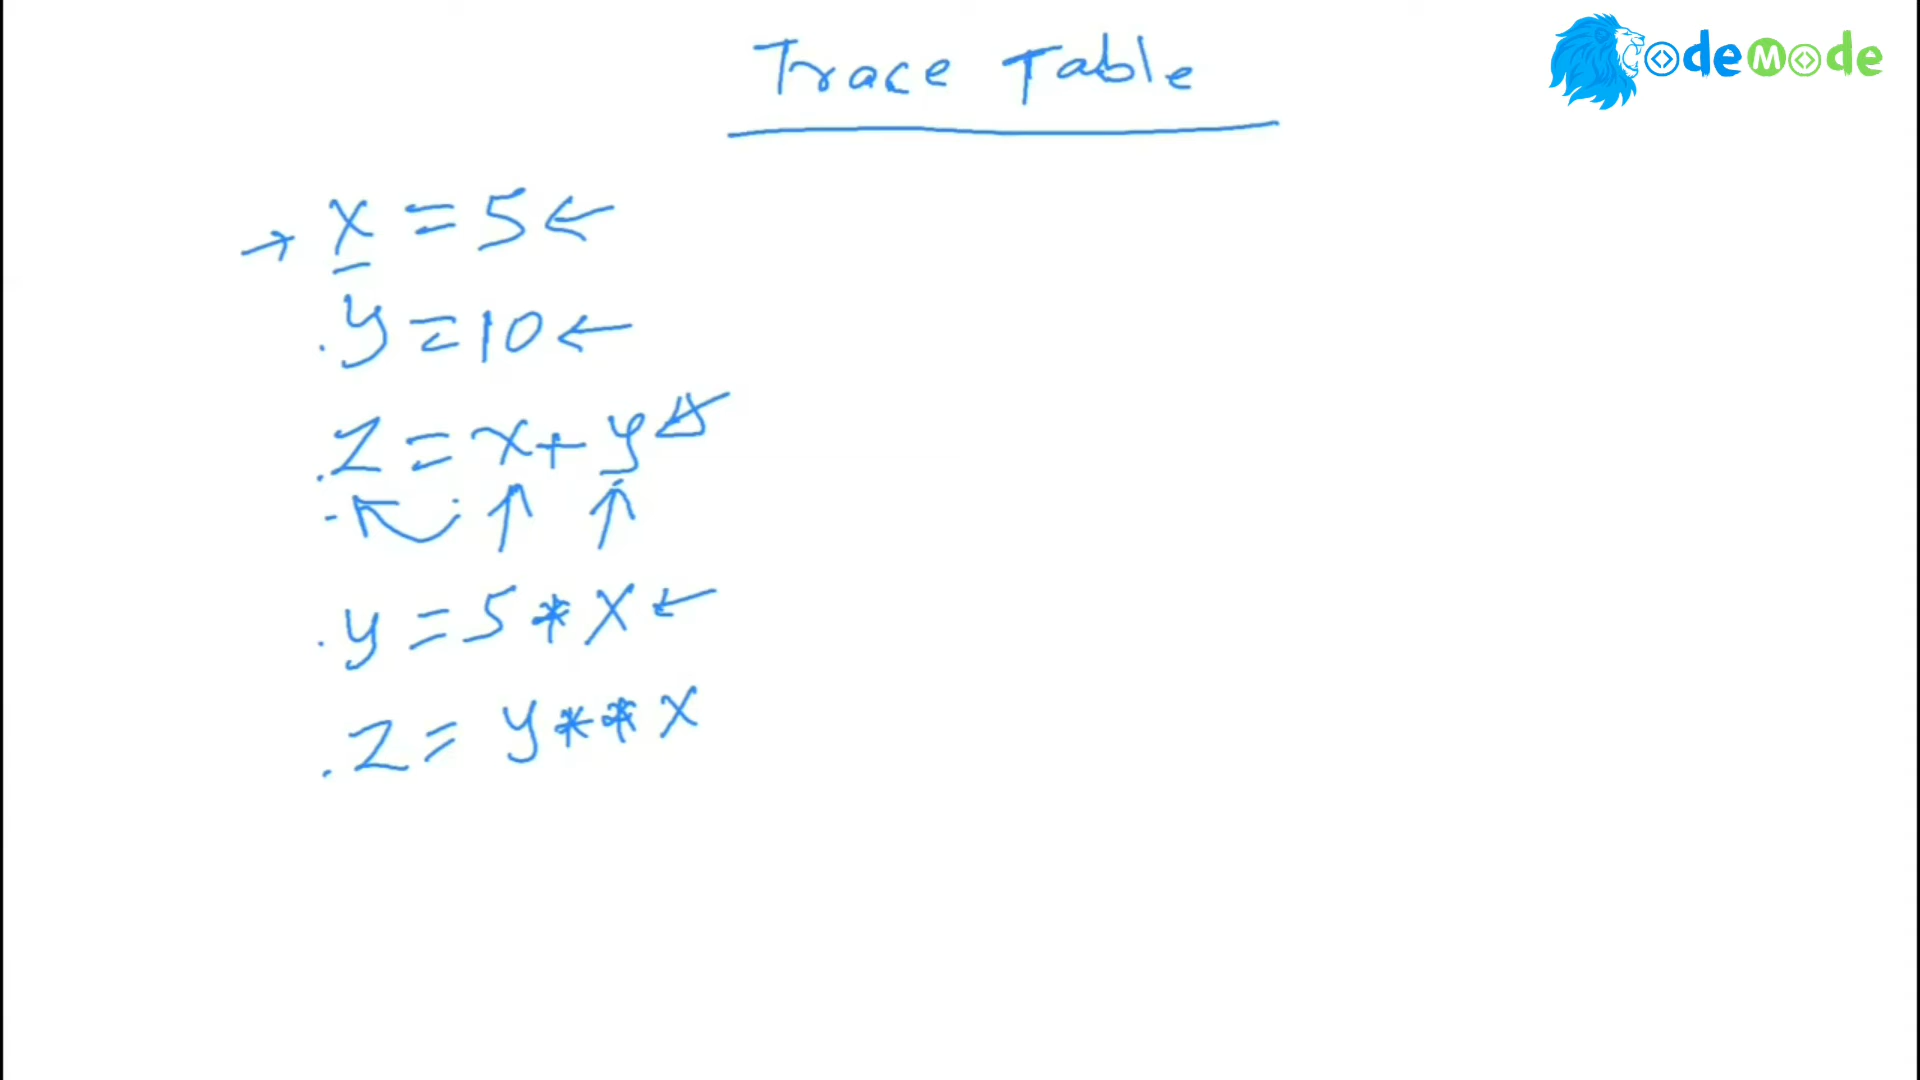 Trace Table
CodeMode
→ x = 5 ←
. y = 10 ←
. z = x + y ←
. y = 5 * x ←
. z = y ** x